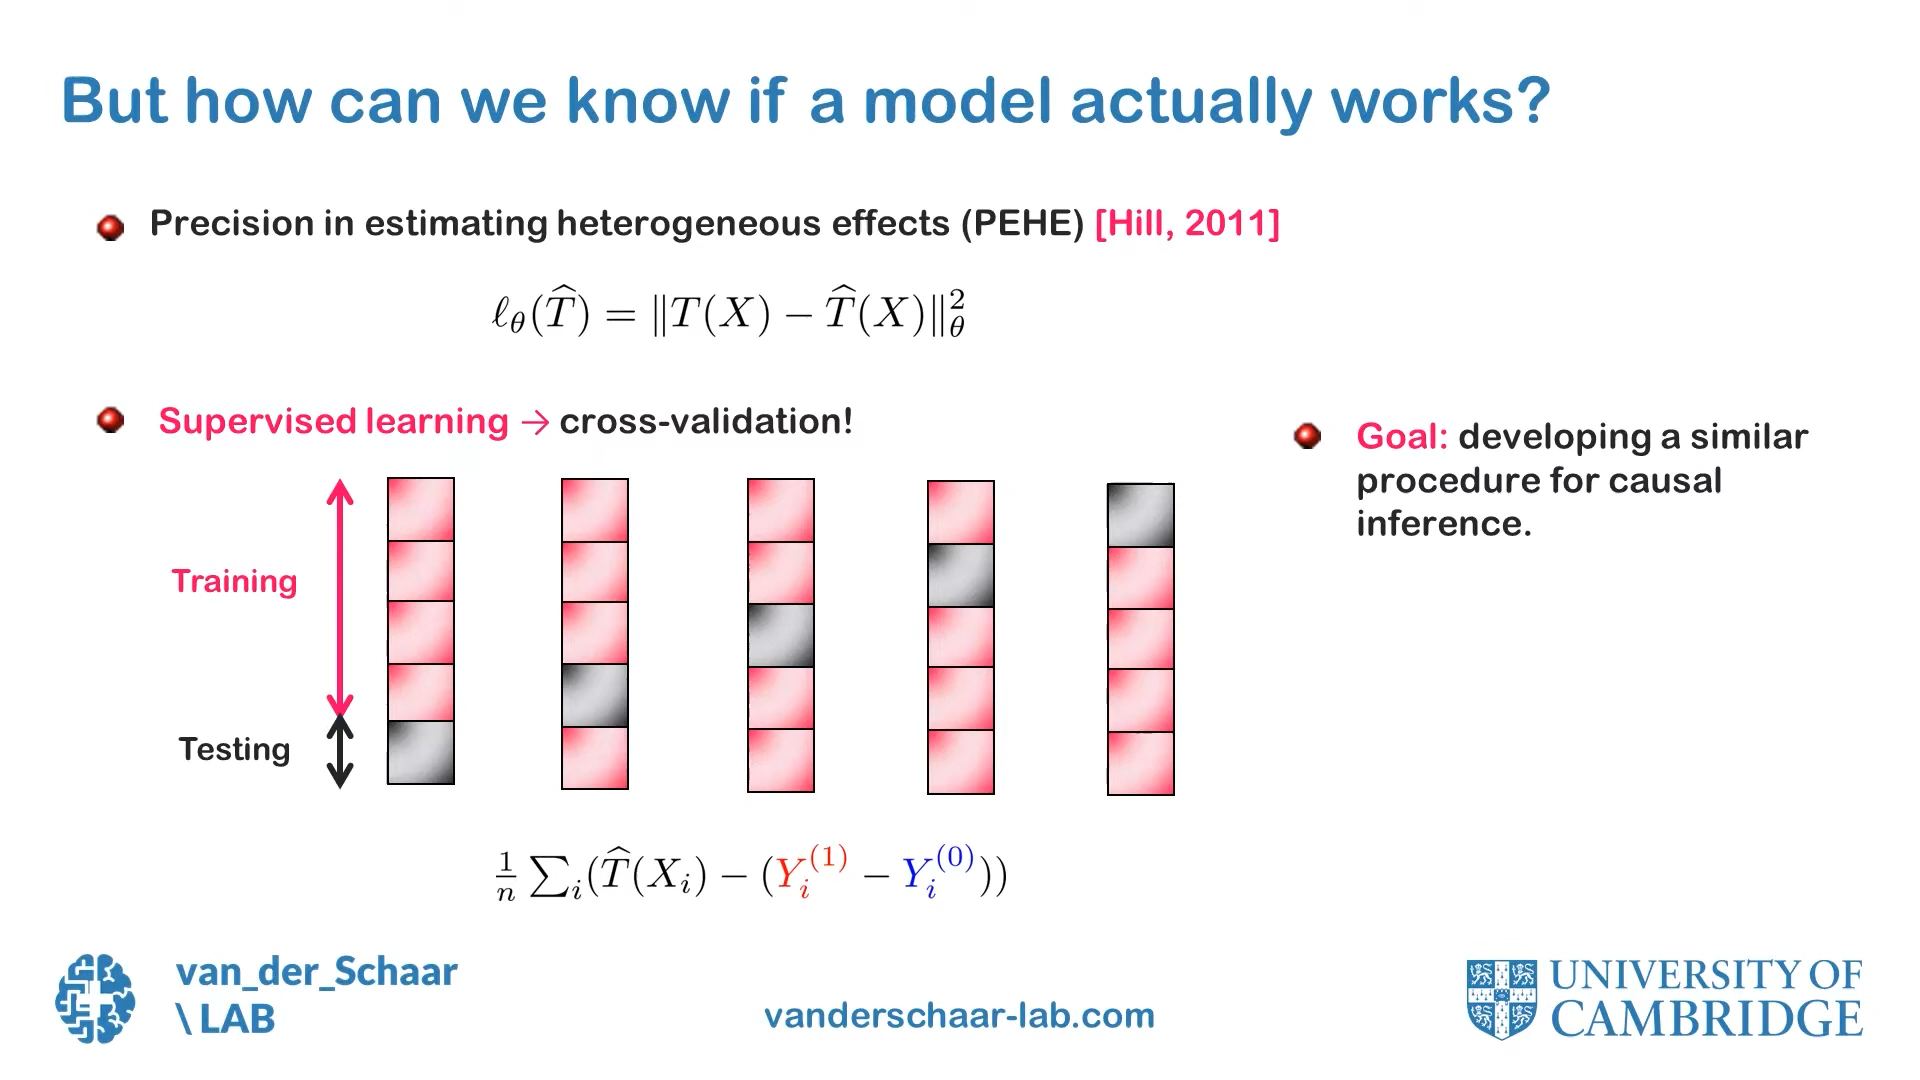 But how can we know if a model actually works?
Precision in estimating heterogeneous effects (PEHE) [Hill, 2011]
ℓ_θ(T̂) = ‖T(X) − T̂(X)‖²_θ
Supervised learning → cross-validation!
Goal: developing a similar
procedure for causal
inference.
Training
Testing
1/n ∑_i(T̂(X_i) − (Y_i^(1) − Y_i^(0)))
van_der_Schaar
\ LAB
vanderschaar-lab.com
UNIVERSITY OF
CAMBRIDGE